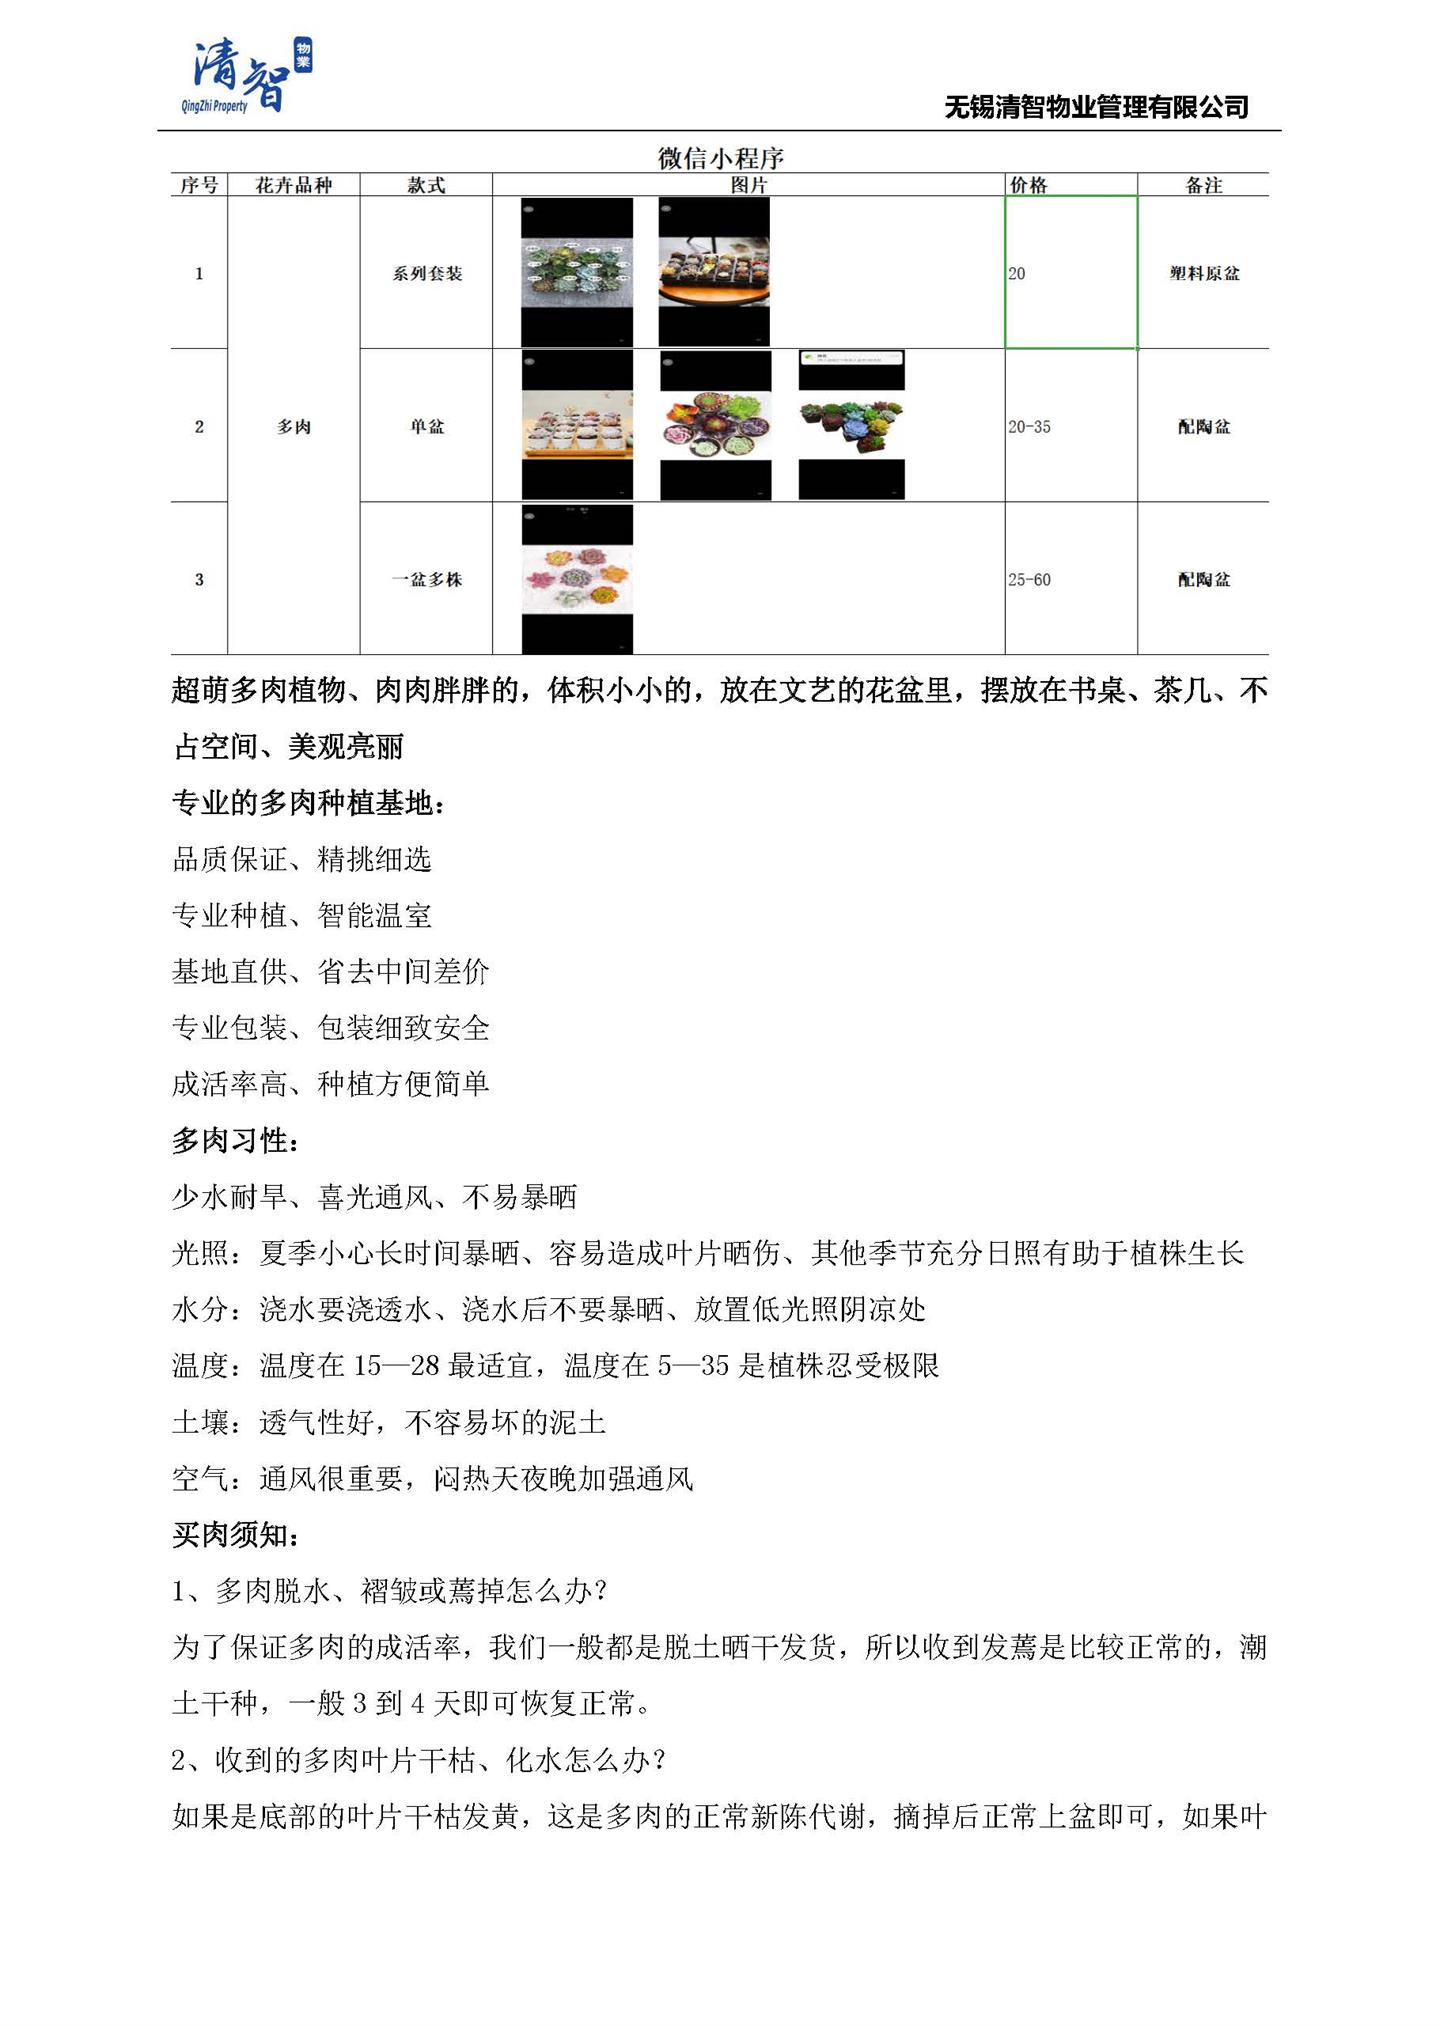 清智
物業
QingZhi Property
无锡清智物业管理有限公司
微信小程序
序号 花卉品种 款式 图片 价格 备注
1 系列套装 20 塑料原盆
2 多肉 单盆 20-35 配陶盆
3 一盆多株 25-60 配陶盆
超萌多肉植物、肉肉胖胖的，体积小小的，放在文艺的花盆里，摆放在书桌、茶几、不
占空间、美观亮丽
专业的多肉种植基地：
品质保证、精挑细选
专业种植、智能温室
基地直供、省去中间差价
专业包装、包装细致安全
成活率高、种植方便简单
多肉习性：
少水耐旱、喜光通风、不易暴晒
光照：夏季小心长时间暴晒、容易造成叶片晒伤、其他季节充分日照有助于植株生长
水分：浇水要浇透水、浇水后不要暴晒、放置低光照阴凉处
温度：温度在 15—28 最适宜，温度在 5—35 是植株忍受极限
土壤：透气性好，不容易坏的泥土
空气：通风很重要，闷热天夜晚加强通风
买肉须知：
1、多肉脱水、褶皱或蔫掉怎么办？
为了保证多肉的成活率，我们一般都是脱土晒干发货，所以收到发蔫是比较正常的，潮
土干种，一般 3 到 4 天即可恢复正常。
2、收到的多肉叶片干枯、化水怎么办？
如果是底部的叶片干枯发黄，这是多肉的正常新陈代谢，摘掉后正常上盆即可，如果叶